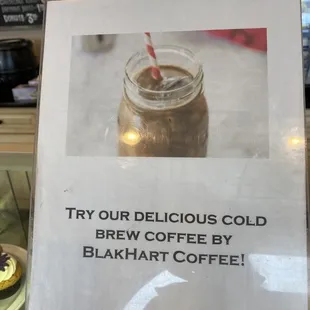 Try our delicious cold
brew coffee by
BlakHart Coffee!